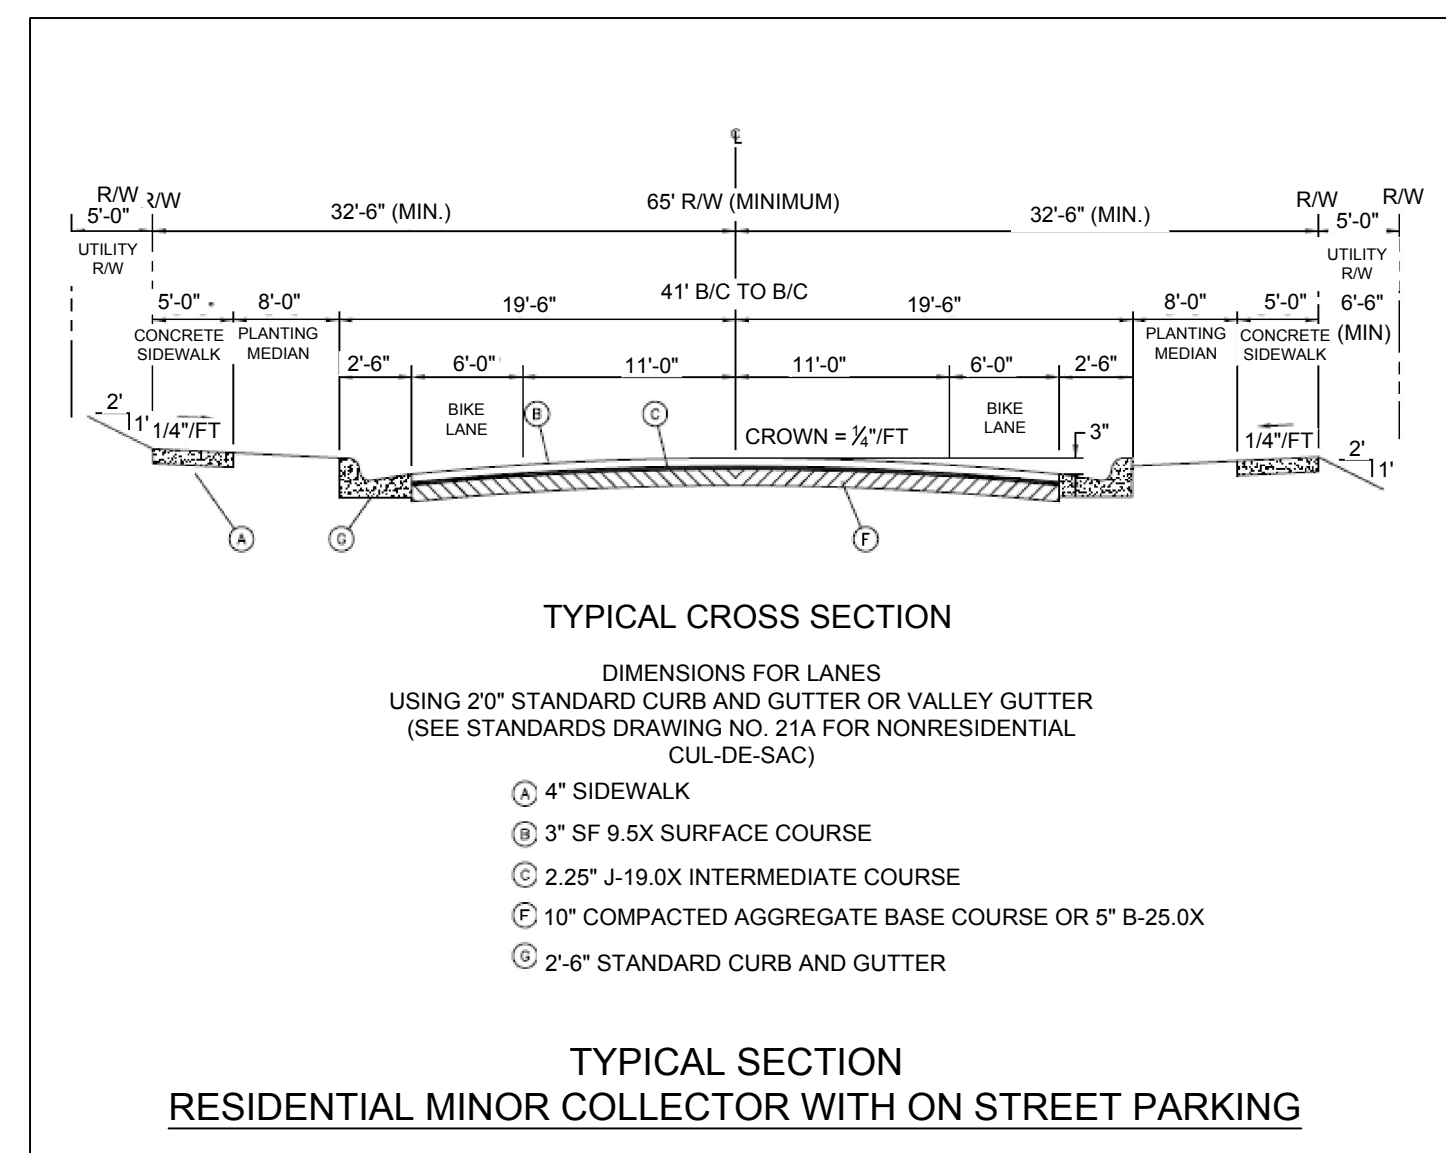 ℄
R/W R/W
R/W R/W
5'-0"
32'-6" (MIN.)
65' R/W (MINIMUM)
32'-6" (MIN.)
5'-0"
UTILITY
R/W
UTILITY
R/W
41' B/C TO B/C
5'-0"
8'-0"
19'-6"
19'-6"
8'-0"
5'-0"
6'-6"
(MIN)
CONCRETE
SIDEWALK
PLANTING
MEDIAN
PLANTING
MEDIAN
CONCRETE
SIDEWALK
2'-6"
6'-0"
11'-0"
11'-0"
6'-0"
2'-6"
BIKE
LANE
BIKE
LANE
2'
1'
1/4"/FT
B
C
CROWN = ¼"/FT
3"
1/4"/FT
2'
1'
A
G
F
TYPICAL CROSS SECTION
DIMENSIONS FOR LANES
USING 2'0" STANDARD CURB AND GUTTER OR VALLEY GUTTER
(SEE STANDARDS DRAWING NO. 21A FOR NONRESIDENTIAL
CUL-DE-SAC)
A 4" SIDEWALK
B 3" SF 9.5X SURFACE COURSE
C 2.25" J-19.0X INTERMEDIATE COURSE
F 10" COMPACTED AGGREGATE BASE COURSE OR 5" B-25.0X
G 2'-6" STANDARD CURB AND GUTTER
TYPICAL SECTION
RESIDENTIAL MINOR COLLECTOR WITH ON STREET PARKING